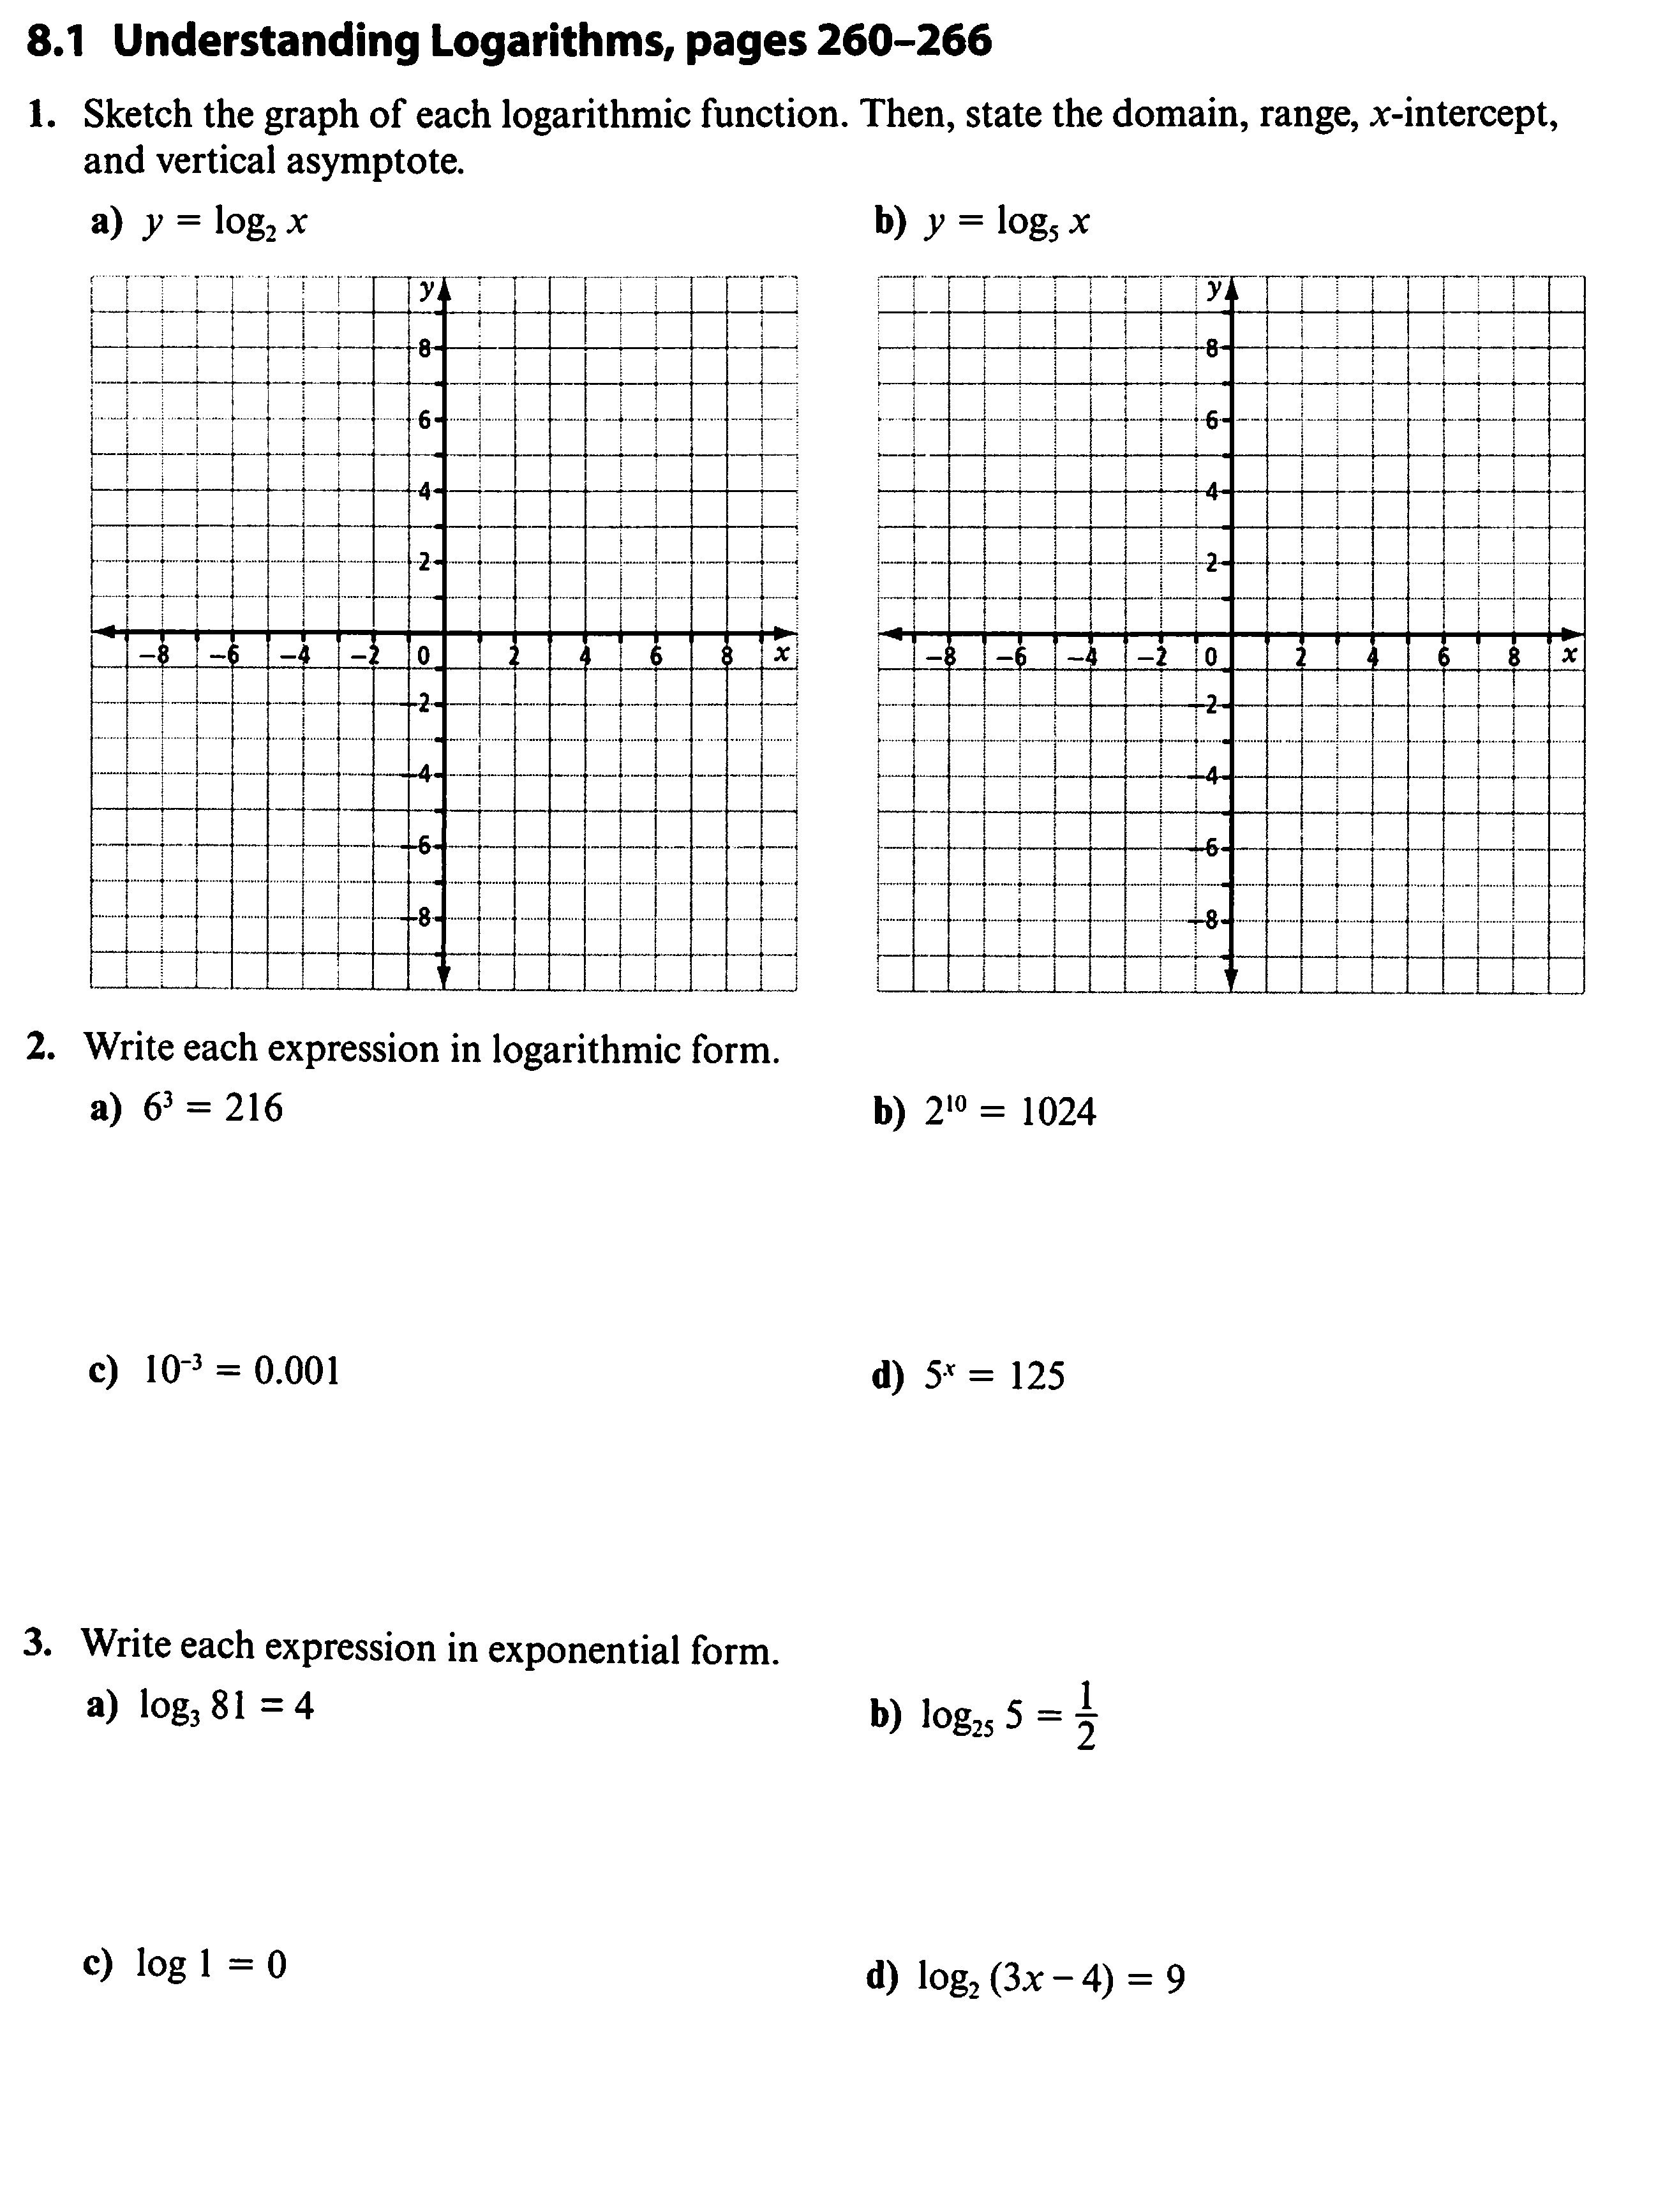 8.1 Understanding Logarithms, pages 260–266
1. Sketch the graph of each logarithmic function. Then, state the domain, range, x-intercept,
and vertical asymptote.
a) y = log₂ x
b) y = log₅ x
y
8
6
4
2
–8 –6 –4 –2 0 2 4 6 8 x
–2
–4
–6
–8
y
8
6
4
2
–8 –6 –4 –2 0 2 4 6 8 x
–2
–4
–6
–8
2. Write each expression in logarithmic form.
a) 6³ = 216
b) 2¹⁰ = 1024
c) 10⁻³ = 0.001
d) 5ˣ = 125
3. Write each expression in exponential form.
a) log₃ 81 = 4
b) log₂₅ 5 = 1/2
c) log 1 = 0
d) log₂ (3x – 4) = 9